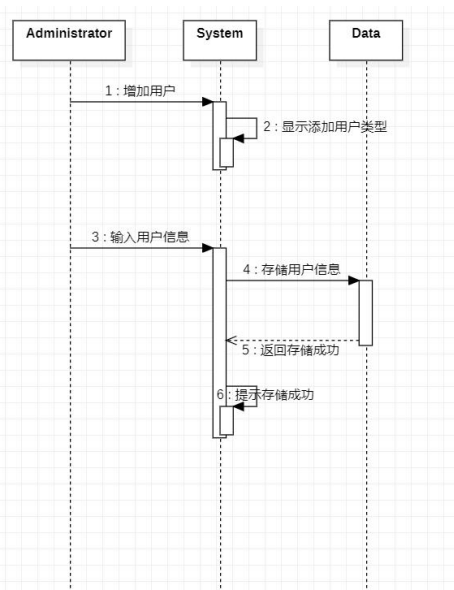 Administrator
System
Data
1 : 增加用户
2 : 显示添加用户类型
3 : 输入用户信息
4 : 存储用户信息
5 : 返回存储成功
6 : 提示存储成功